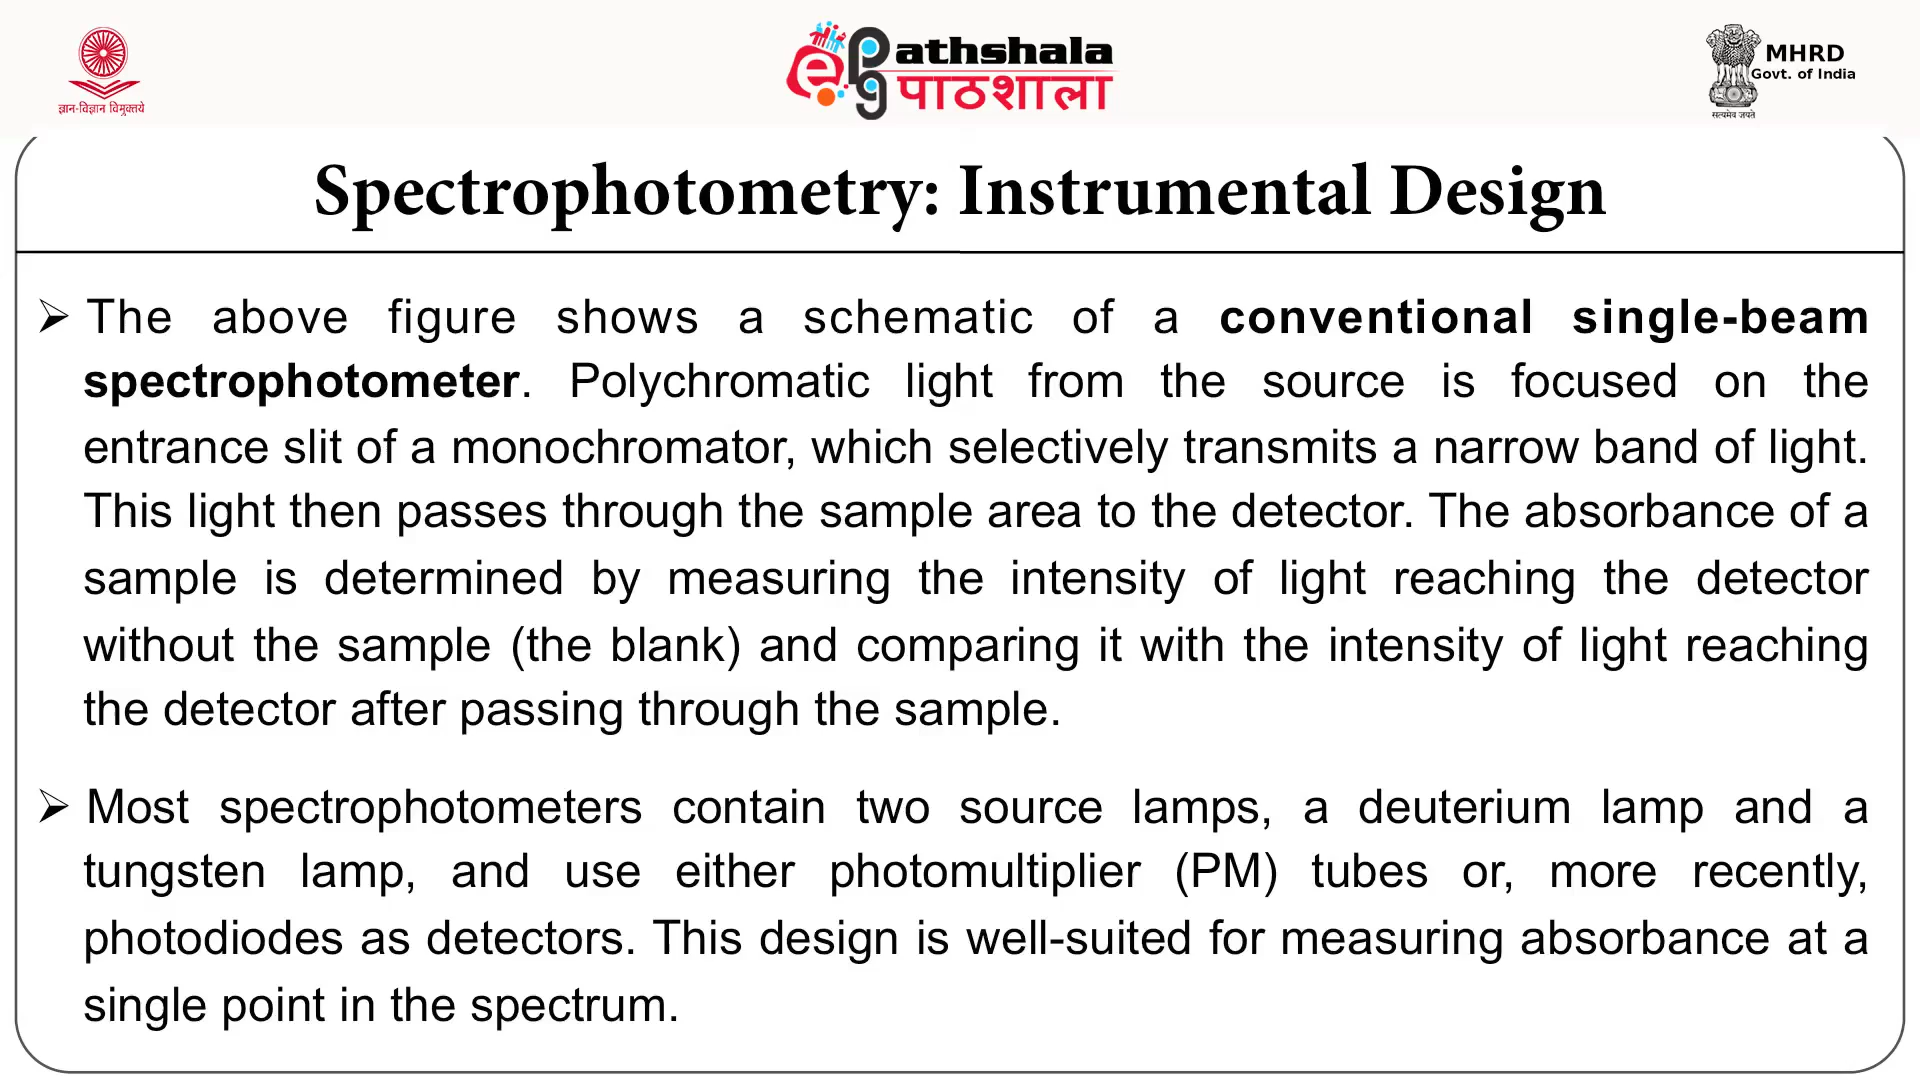 ज्ञान-विज्ञान विमुक्तये
ePathshala
पाठशाला
MHRD
Govt. of India
सत्यमेव जयते
Spectrophotometry: Instrumental Design
➢ The above figure shows a schematic of a conventional single-beam
spectrophotometer. Polychromatic light from the source is focused on the
entrance slit of a monochromator, which selectively transmits a narrow band of light.
This light then passes through the sample area to the detector. The absorbance of a
sample is determined by measuring the intensity of light reaching the detector
without the sample (the blank) and comparing it with the intensity of light reaching
the detector after passing through the sample.
➢ Most spectrophotometers contain two source lamps, a deuterium lamp and a
tungsten lamp, and use either photomultiplier (PM) tubes or, more recently,
photodiodes as detectors. This design is well-suited for measuring absorbance at a
single point in the spectrum.